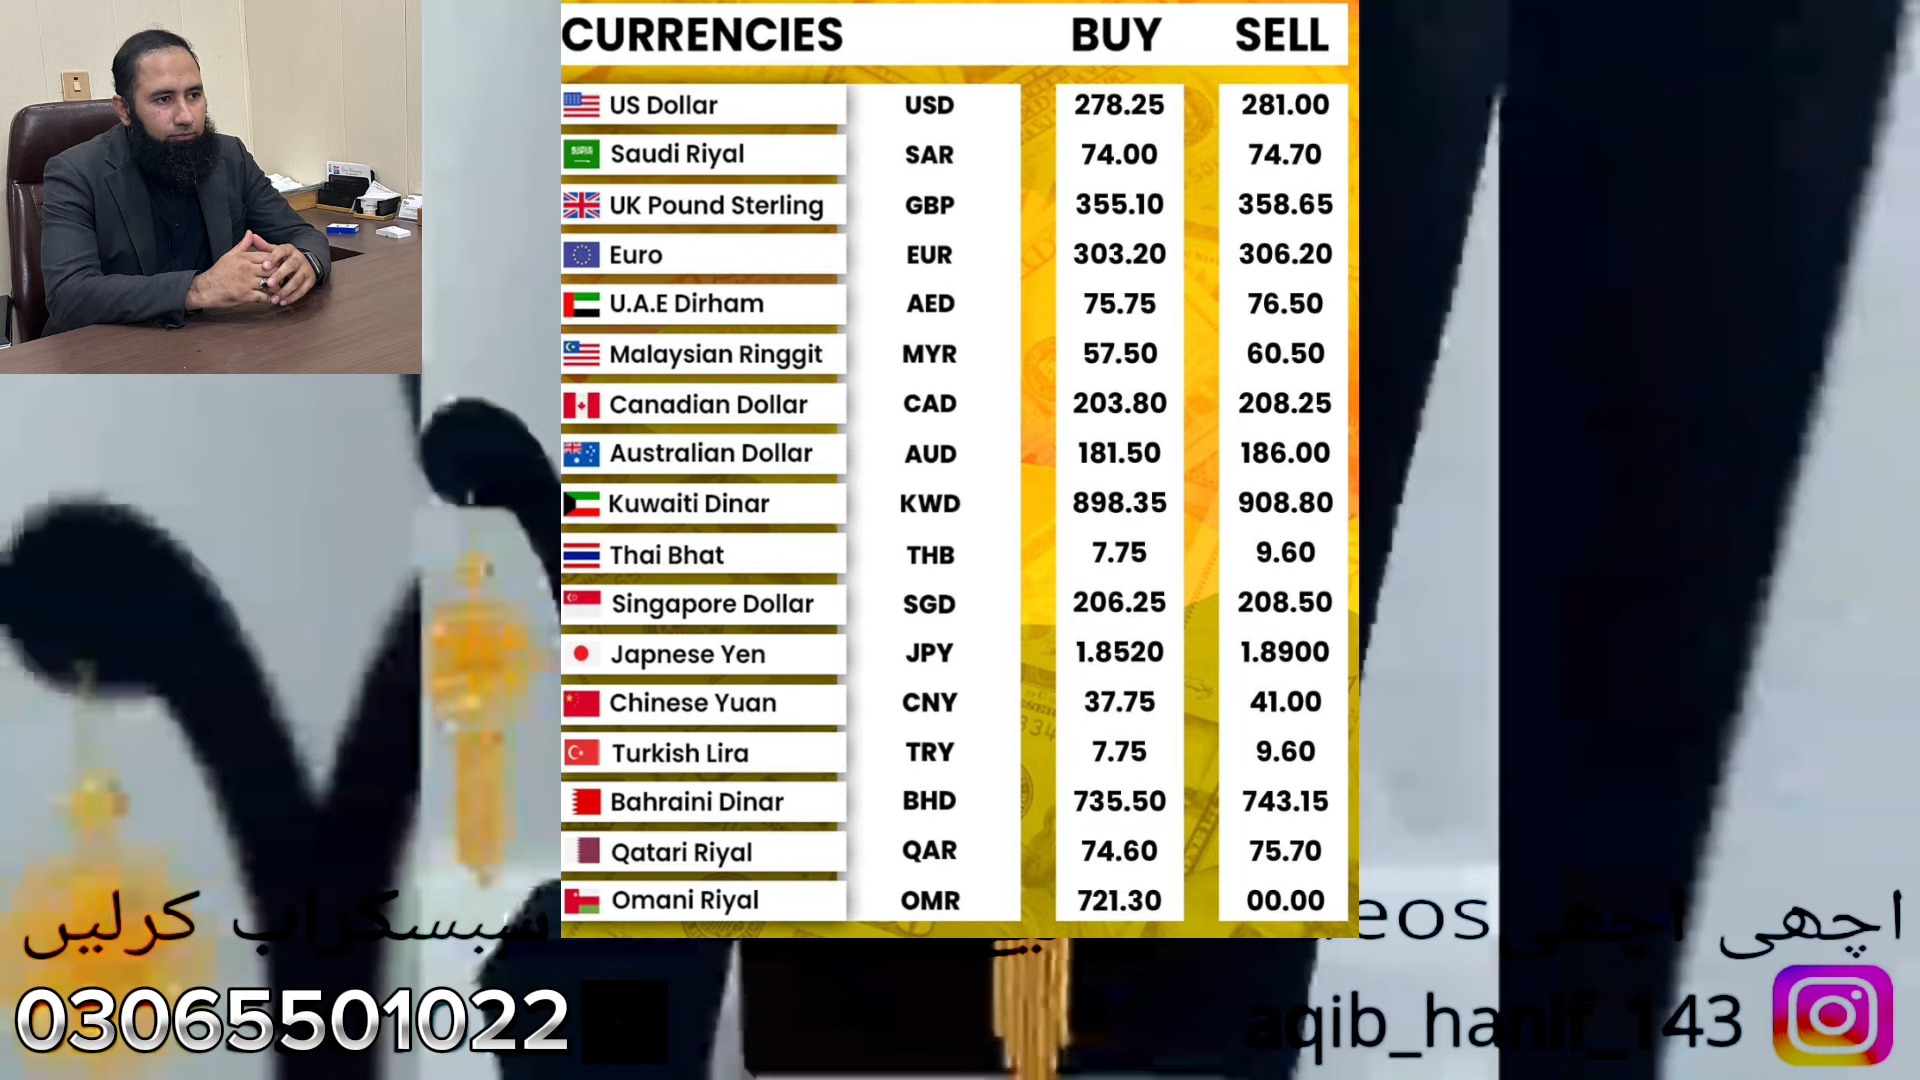 CURRENCIES BUY SELL
US Dollar USD 278.25 281.00
Saudi Riyal SAR 74.00 74.70
UK Pound Sterling GBP 355.10 358.65
Euro EUR 303.20 306.20
U.A.E Dirham AED 75.75 76.50
Malaysian Ringgit MYR 57.50 60.50
Canadian Dollar CAD 203.80 208.25
Australian Dollar AUD 181.50 186.00
Kuwaiti Dinar KWD 898.35 908.80
Thai Bhat THB 7.75 9.60
Singapore Dollar SGD 206.25 208.50
Japnese Yen JPY 1.8520 1.8900
Chinese Yuan CNY 37.75 41.00
Turkish Lira TRY 7.75 9.60
Bahraini Dinar BHD 735.50 743.15
Qatari Riyal QAR 74.60 75.70
Omani Riyal OMR 721.30 00.00
اچھی اچھی eos سبسکراب کرلیں
03065501022 aqib_hanif_143